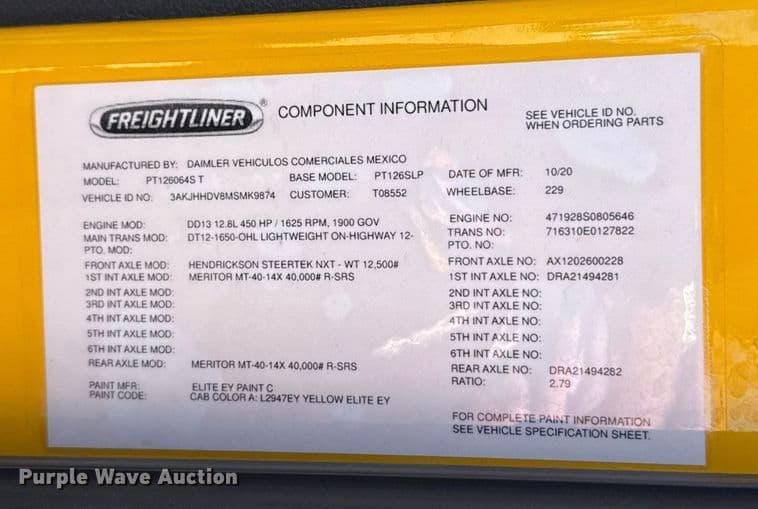 FREIGHTLINER® COMPONENT INFORMATION SEE VEHICLE ID NO.
WHEN ORDERING PARTS
MANUFACTURED BY: DAIMLER VEHICULOS COMERCIALES MEXICO
MODEL: PT126064S T BASE MODEL: PT126SLP DATE OF MFR: 10/20
VEHICLE ID NO: 3AKJHHDV8MSMK9874 CUSTOMER: T08552 WHEELBASE: 229
ENGINE MOD: DD13 12.8L 450 HP / 1625 RPM, 1900 GOV ENGINE NO: 471928S0805646
MAIN TRANS MOD: DT12-1650-OHL LIGHTWEIGHT ON-HIGHWAY 12- TRANS NO: 716310E0127822
PTO. MOD: PTO. NO:
FRONT AXLE MOD: HENDRICKSON STEERTEK NXT - WT 12,500# FRONT AXLE NO: AX1202600228
1ST INT AXLE MOD: MERITOR MT-40-14X 40,000# R-SRS 1ST INT AXLE NO: DRA21494281
2ND INT AXLE MOD: 2ND INT AXLE NO:
3RD INT AXLE MOD: 3RD INT AXLE NO:
4TH INT AXLE MOD: 4TH INT AXLE NO:
5TH INT AXLE MOD: 5TH INT AXLE NO:
6TH INT AXLE MOD: 6TH INT AXLE NO:
REAR AXLE MOD: MERITOR MT-40-14X 40,000# R-SRS REAR AXLE NO: DRA21494282
RATIO: 2.79
PAINT MFR: ELITE EY PAINT C
PAINT CODE: CAB COLOR A: L2947EY YELLOW ELITE EY
FOR COMPLETE PAINT INFORMATION
SEE VEHICLE SPECIFICATION SHEET.
Purple Wave Auction